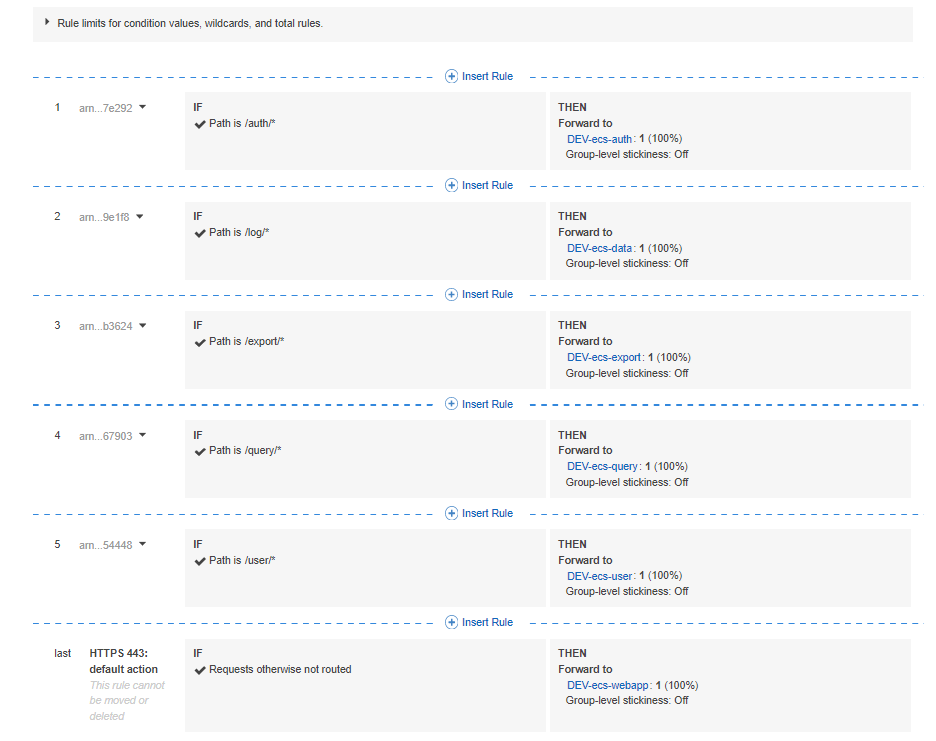 Rule limits for condition values, wildcards, and total rules.
Insert Rule
1 arn...7e292
IF
Path is /auth/*
THEN
Forward to
DEV-ecs-auth: 1 (100%)
Group-level stickiness: Off
Insert Rule
2 arn...9e1f8
IF
Path is /log/*
THEN
Forward to
DEV-ecs-data: 1 (100%)
Group-level stickiness: Off
Insert Rule
3 arn...b3624
IF
Path is /export/*
THEN
Forward to
DEV-ecs-export: 1 (100%)
Group-level stickiness: Off
Insert Rule
4 arn...67903
IF
Path is /query/*
THEN
Forward to
DEV-ecs-query: 1 (100%)
Group-level stickiness: Off
Insert Rule
5 arn...54448
IF
Path is /user/*
THEN
Forward to
DEV-ecs-user: 1 (100%)
Group-level stickiness: Off
Insert Rule
last
HTTPS 443:
default action
This rule cannot
be moved or
deleted
IF
Requests otherwise not routed
THEN
Forward to
DEV-ecs-webapp: 1 (100%)
Group-level stickiness: Off